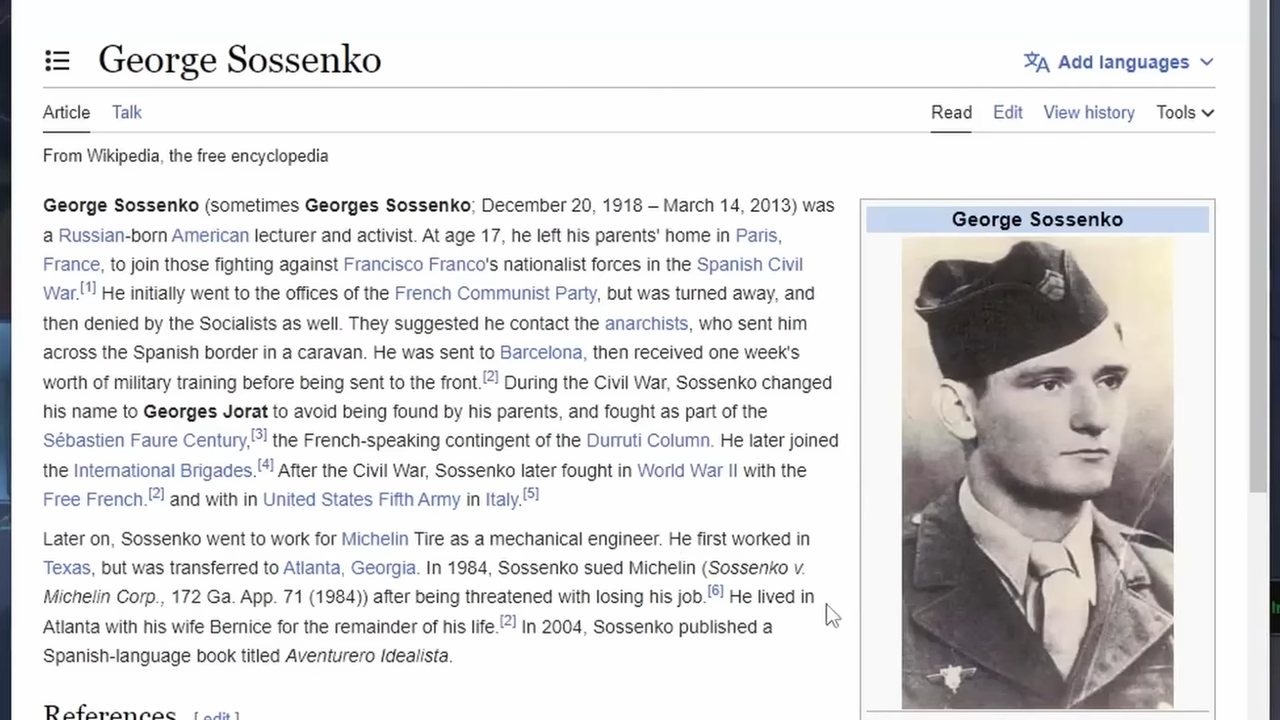 George Sossenko
Add languages
Article Talk
Read Edit View history Tools
From Wikipedia, the free encyclopedia
George Sossenko (sometimes Georges Sossenko; December 20, 1918 – March 14, 2013) was
a Russian-born American lecturer and activist. At age 17, he left his parents' home in Paris,
France, to join those fighting against Francisco Franco's nationalist forces in the Spanish Civil
War.[1] He initially went to the offices of the French Communist Party, but was turned away, and
then denied by the Socialists as well. They suggested he contact the anarchists, who sent him
across the Spanish border in a caravan. He was sent to Barcelona, then received one week's
worth of military training before being sent to the front.[2] During the Civil War, Sossenko changed
his name to Georges Jorat to avoid being found by his parents, and fought as part of the
Sébastien Faure Century,[3] the French-speaking contingent of the Durruti Column. He later joined
the International Brigades.[4] After the Civil War, Sossenko later fought in World War II with the
Free French.[2] and with in United States Fifth Army in Italy.[5]
Later on, Sossenko went to work for Michelin Tire as a mechanical engineer. He first worked in
Texas, but was transferred to Atlanta, Georgia. In 1984, Sossenko sued Michelin (Sossenko v.
Michelin Corp., 172 Ga. App. 71 (1984)) after being threatened with losing his job.[6] He lived in
Atlanta with his wife Bernice for the remainder of his life.[2] In 2004, Sossenko published a
Spanish-language book titled Aventurero Idealista.
References [ edit ]
George Sossenko